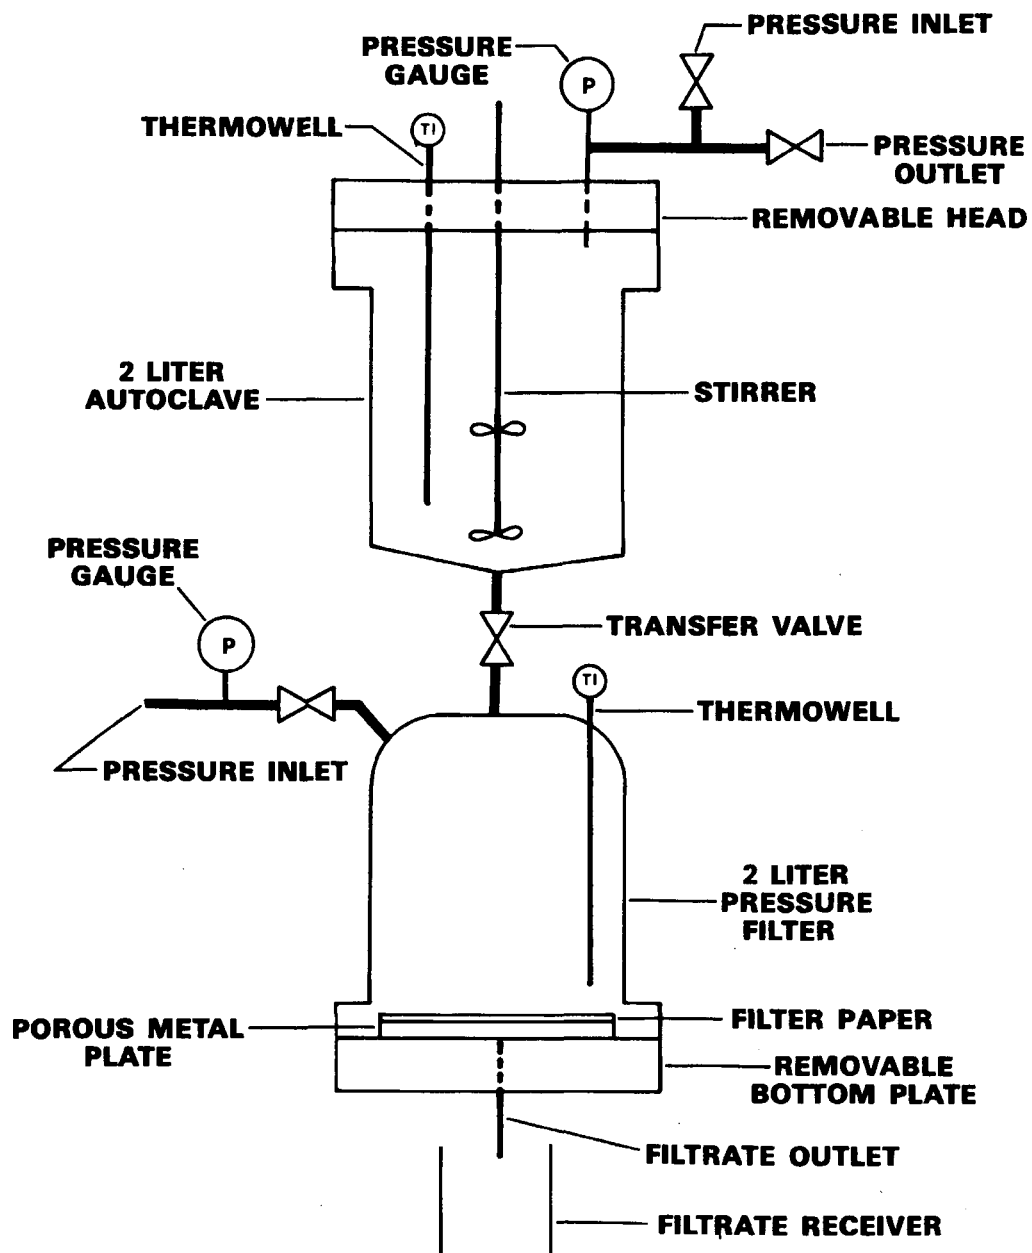 PRESSURE INLET
PRESSURE
GAUGE
P
THERMOWELL
TI
PRESSURE
OUTLET
REMOVABLE HEAD
2 LITER
AUTOCLAVE
STIRRER
PRESSURE
GAUGE
P
TRANSFER VALVE
TI
THERMOWELL
PRESSURE INLET
2 LITER
PRESSURE
FILTER
POROUS METAL
PLATE
FILTER PAPER
REMOVABLE
BOTTOM PLATE
FILTRATE OUTLET
FILTRATE RECEIVER